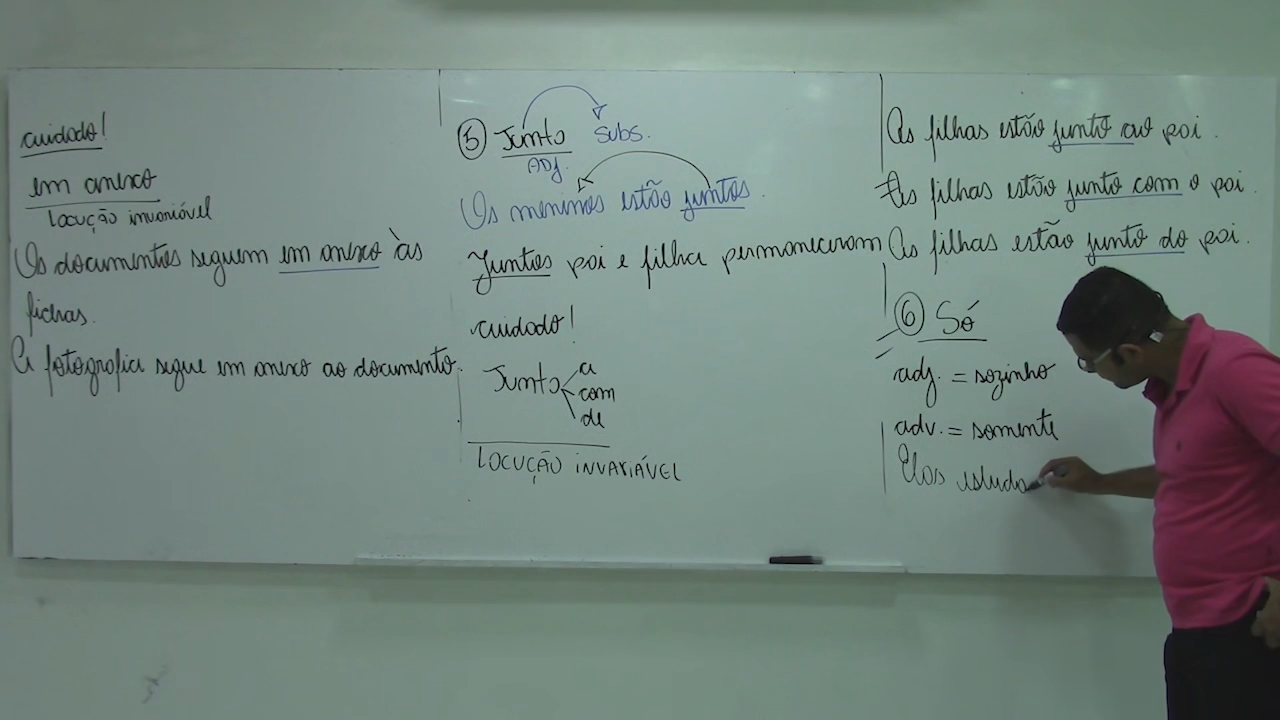 cuidado!
em anexo
LOCUÇÃO invariável
Os documentos seguem em anexo às
fichas.
A fotografia segue em anexo ao documento.
5 Junto subs.
ADJ.
Os meninos estão juntos.
Juntos pai e filha permaneceram
cuidado!
Junto a
com
de
LOCUÇÃO INVARIÁVEL
As filhas estão junto ao pai.
As filhas estão junto com o pai.
As filhas estão junto do pai.
6 Só
adj. = sozinho
adv. = somente
Elas estuda